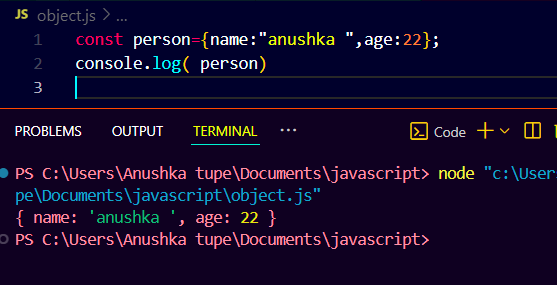 JS object.js > ...
1 const person={name:"anushka ",age:22};
2 console.log( person)
3
PROBLEMS OUTPUT TERMINAL ... Code
PS C:\Users\Anushka tupe\Documents\javascript> node "c:\User
pe\Documents\javascript\object.js"
{ name: 'anushka ', age: 22 }
PS C:\Users\Anushka tupe\Documents\javascript>